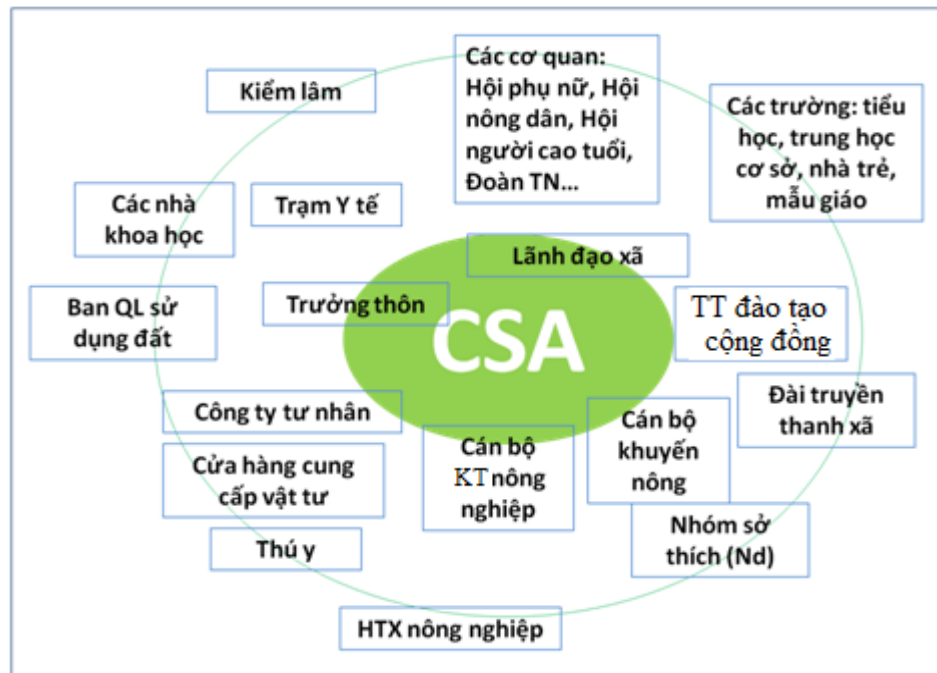 Kiểm lâm
Các cơ quan:
Hội phụ nữ, Hội
nông dân, Hội
người cao tuổi,
Đoàn TN...
Các trường: tiểu
học, trung học
cơ sở, nhà trẻ,
mẫu giáo
Các nhà
khoa học
Trạm Y tế
Lãnh đạo xã
Ban QL sử
dụng đất
Trưởng thôn
CSA
TT đào tạo
cộng đồng
Công ty tư nhân
Đài truyền
thanh xã
Cửa hàng cung
cấp vật tư
Cán bộ
KT nông
nghiệp
Cán bộ
khuyến
nông
Thú y
Nhóm sở
thích (Nd)
HTX nông nghiệp